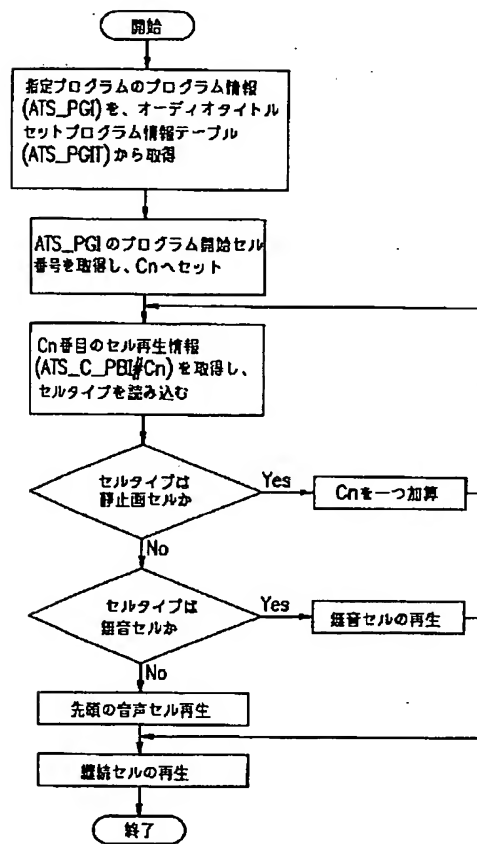 開始
指定プログラムのプログラム情報
(ATS_PGI)を、オーディオタイトル
セットプログラム情報テーブル
(ATS_PGIT)から取得
ATS_PGIのプログラム開始セル
番号を取得し、Cnへセット
Cn番目のセル再生情報
(ATS_C_PBI#Cn)を取得し、
セルタイプを読み込む
セルタイプは
静止画セルか
Yes
Cnを一つ加算
No
セルタイプは
無音セルか
Yes
無音セルの再生
No
先頭の音声セル再生
継続セルの再生
終了